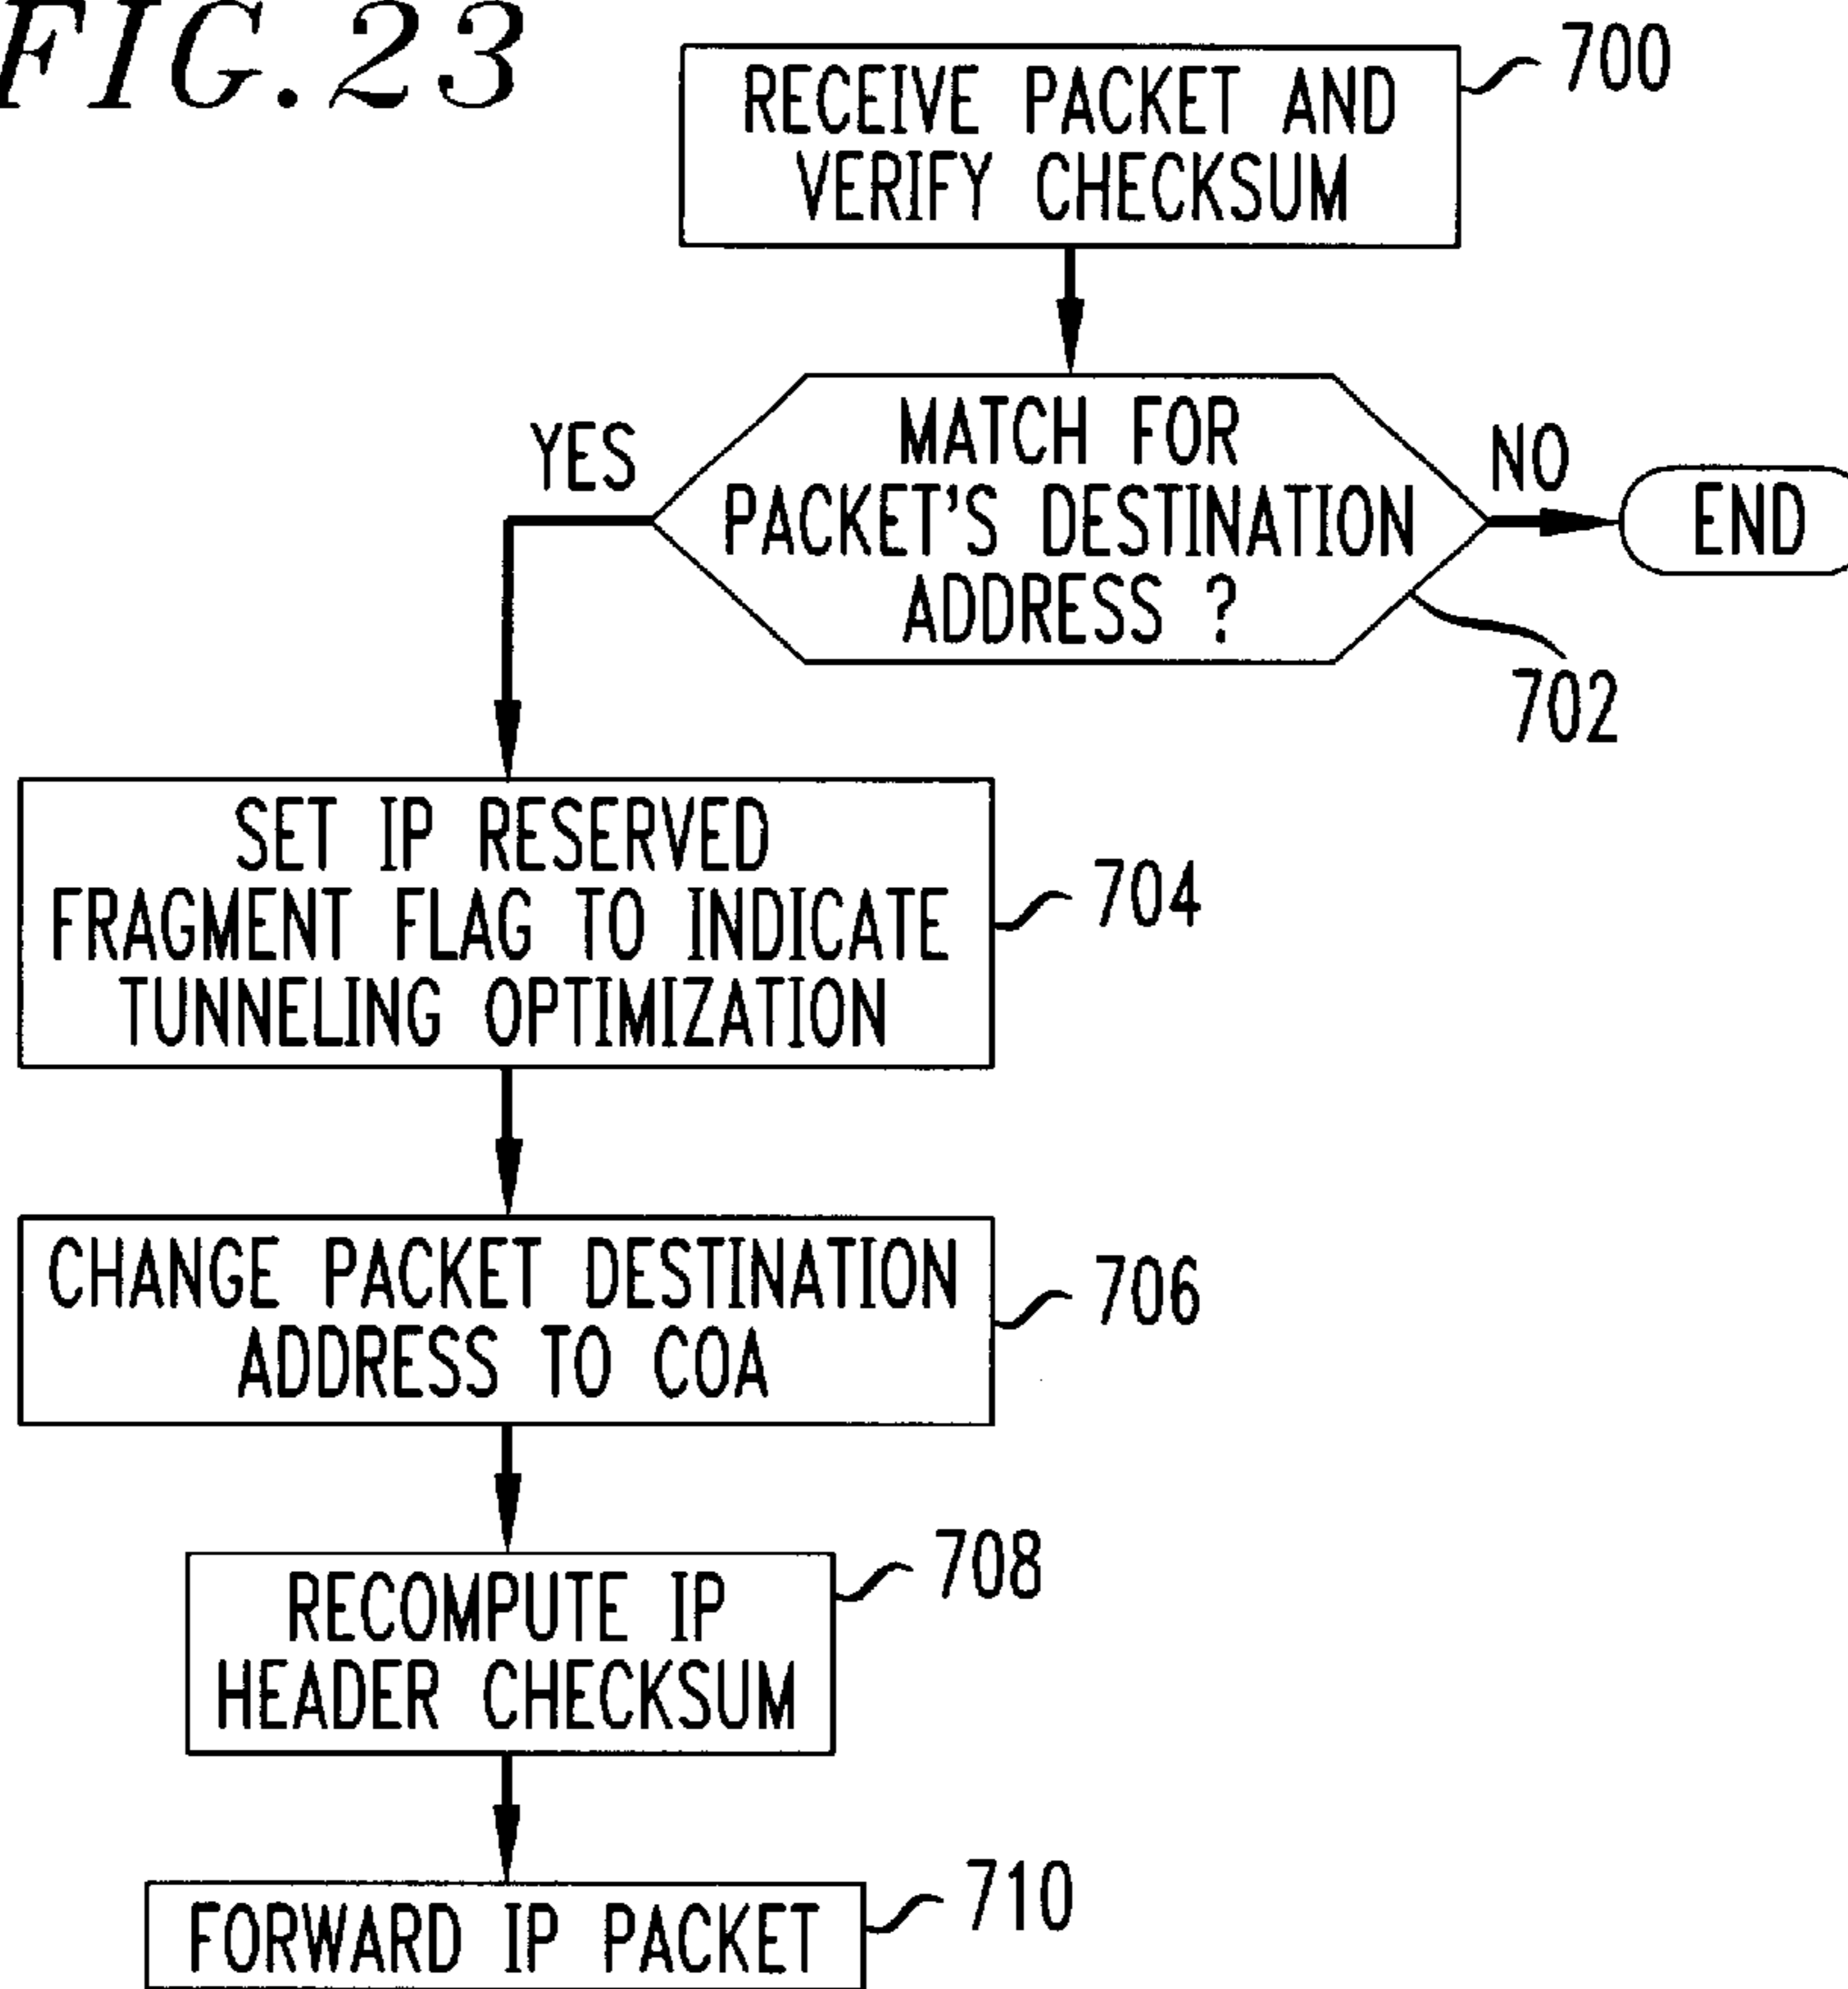 FIG. 23
RECEIVE PACKET AND
VERIFY CHECKSUM
700
MATCH FOR
PACKET'S DESTINATION
ADDRESS ?
YES
NO
END
702
SET IP RESERVED
FRAGMENT FLAG TO INDICATE
TUNNELING OPTIMIZATION
704
CHANGE PACKET DESTINATION
ADDRESS TO COA
706
RECOMPUTE IP
HEADER CHECKSUM
708
FORWARD IP PACKET
710